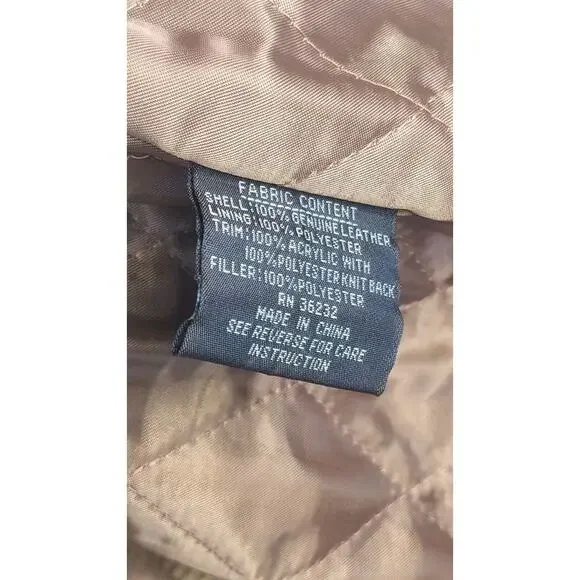 FABRIC CONTENT
SHELL:100% GENUINE LEATHER
LINING:100% POLYESTER
TRIM:100% ACRYLIC WITH
100%POLYESTER KNIT BACK
FILLER:100%POLYESTER
RN 36232
MADE IN CHINA
SEE REVERSE FOR CARE
INSTRUCTION